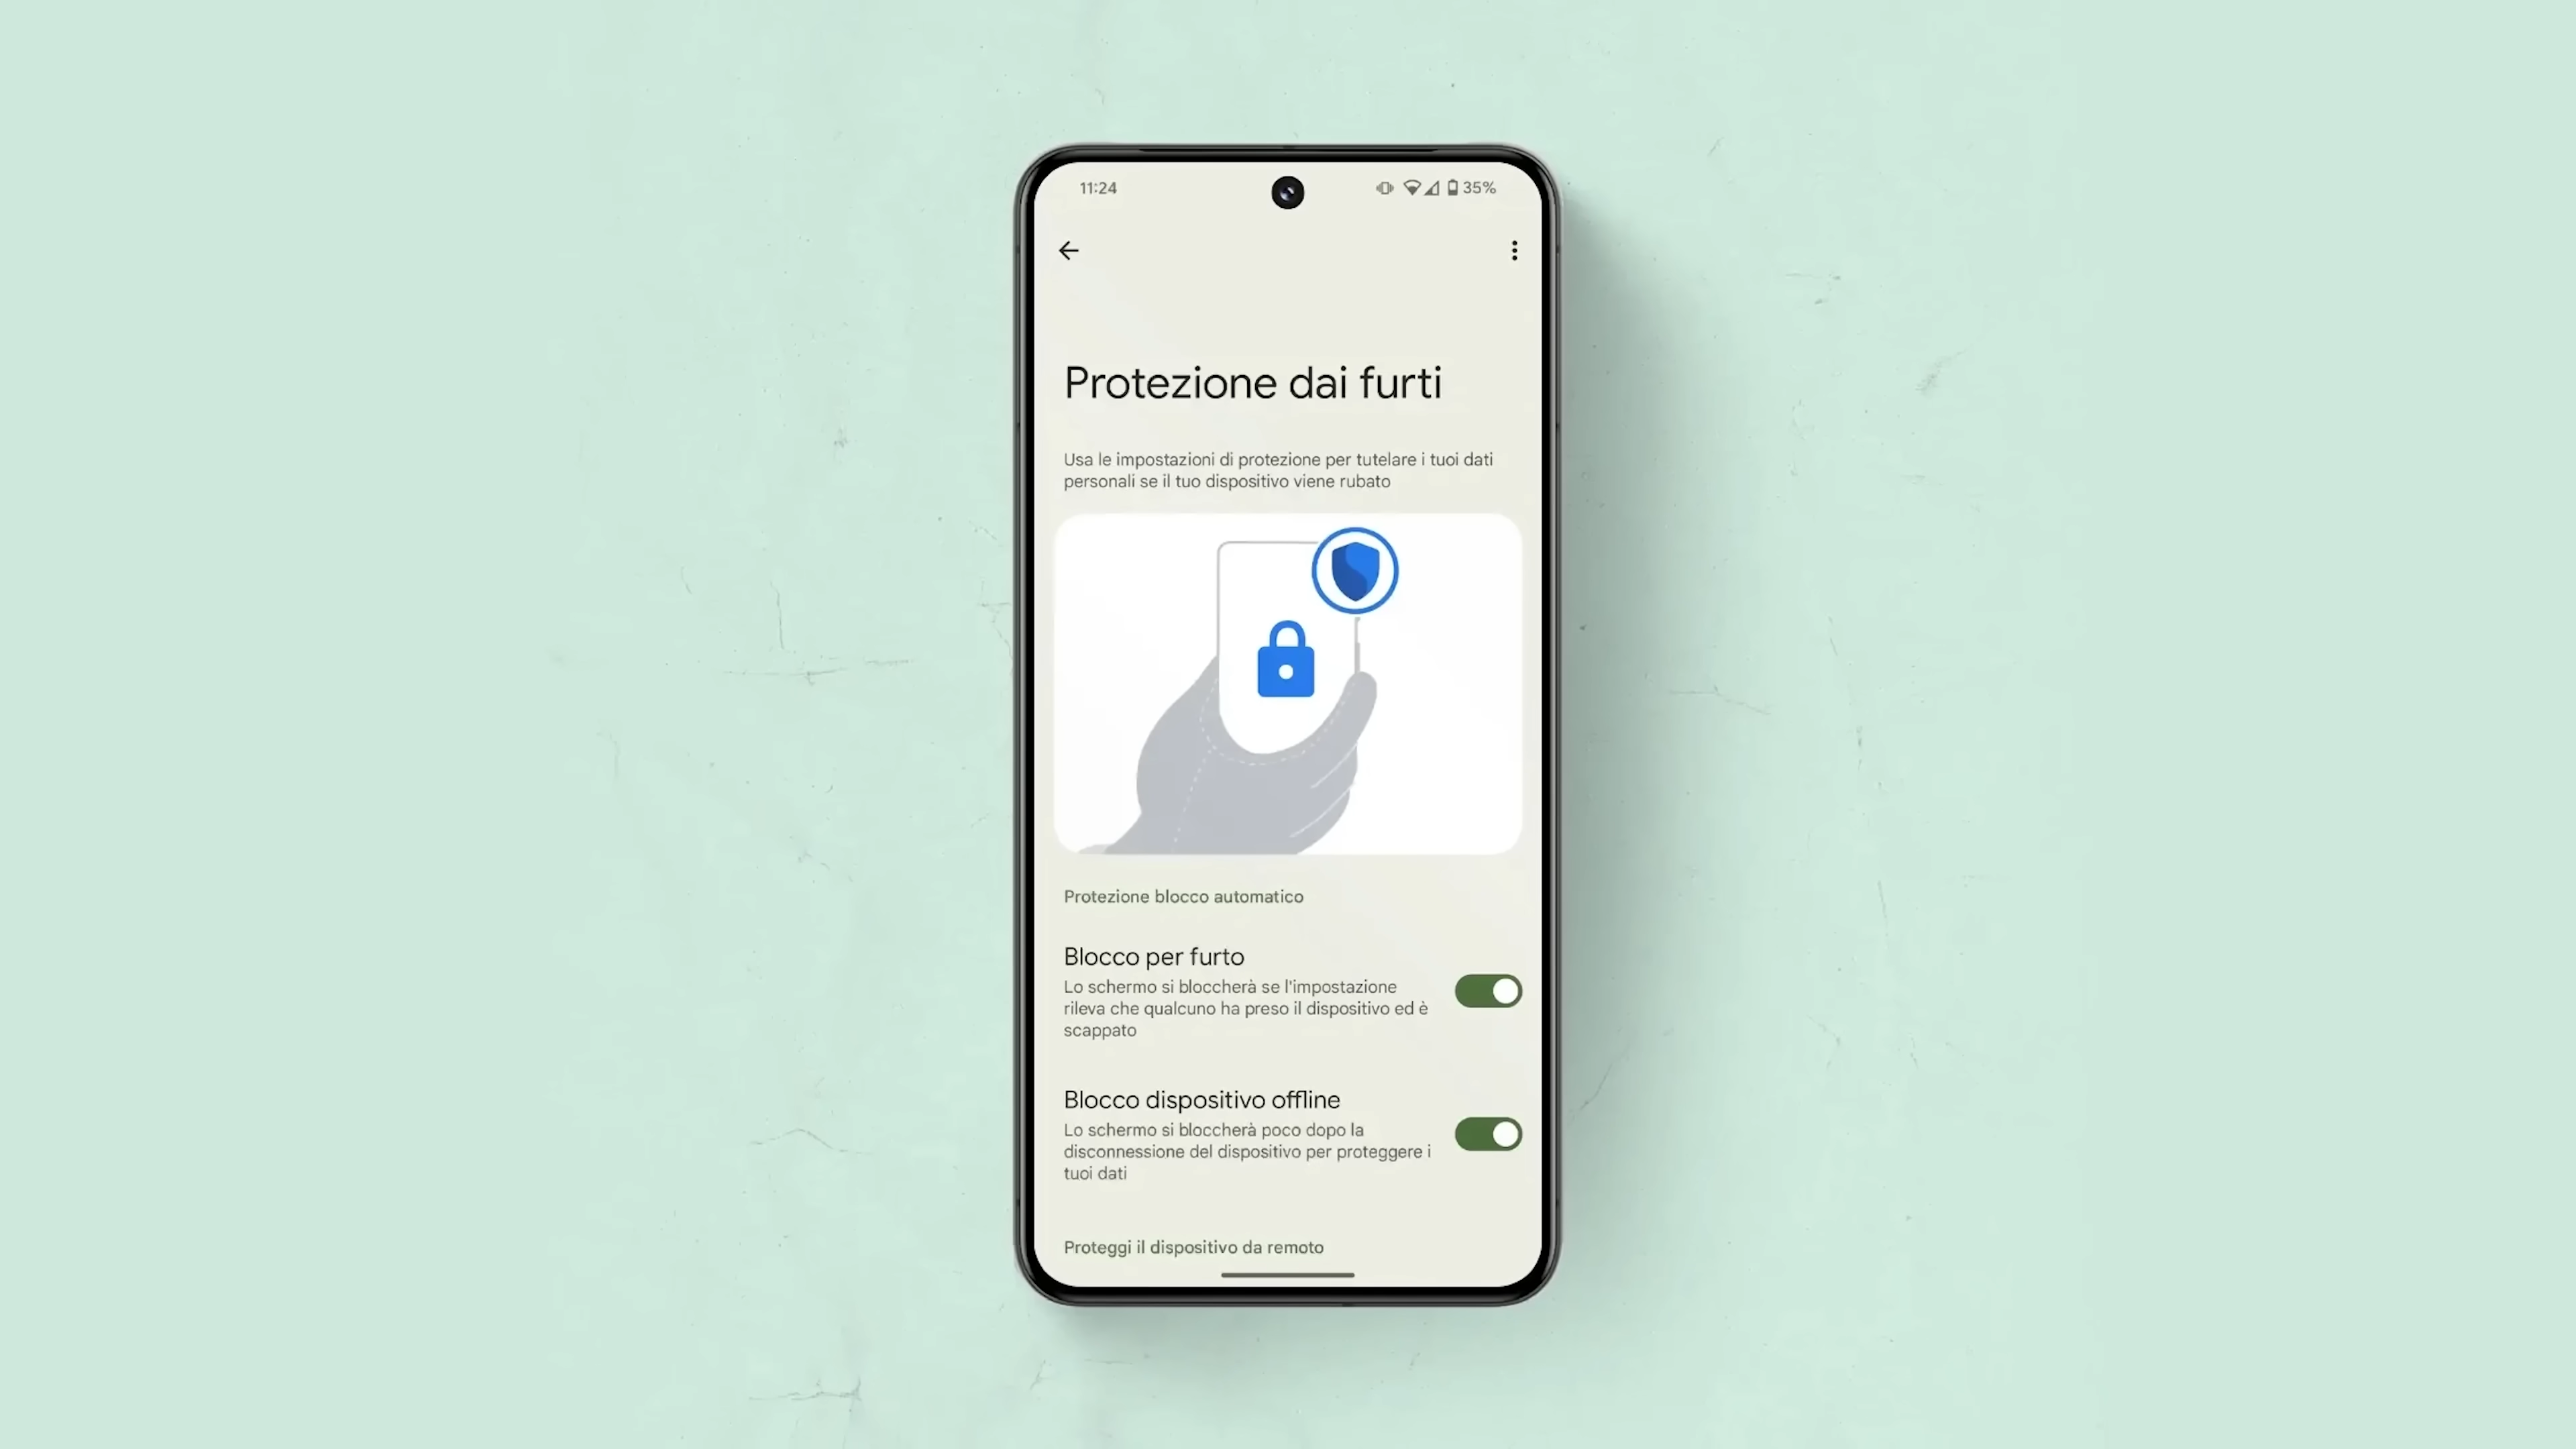 11:24
35%
Protezione dai furti
Usa le impostazioni di protezione per tutelare i tuoi dati
personali se il tuo dispositivo viene rubato
Protezione blocco automatico
Blocco per furto
Lo schermo si bloccherà se l'impostazione
rileva che qualcuno ha preso il dispositivo ed è
scappato
Blocco dispositivo offline
Lo schermo si bloccherà poco dopo la
disconnessione del dispositivo per proteggere i
tuoi dati
Proteggi il dispositivo da remoto